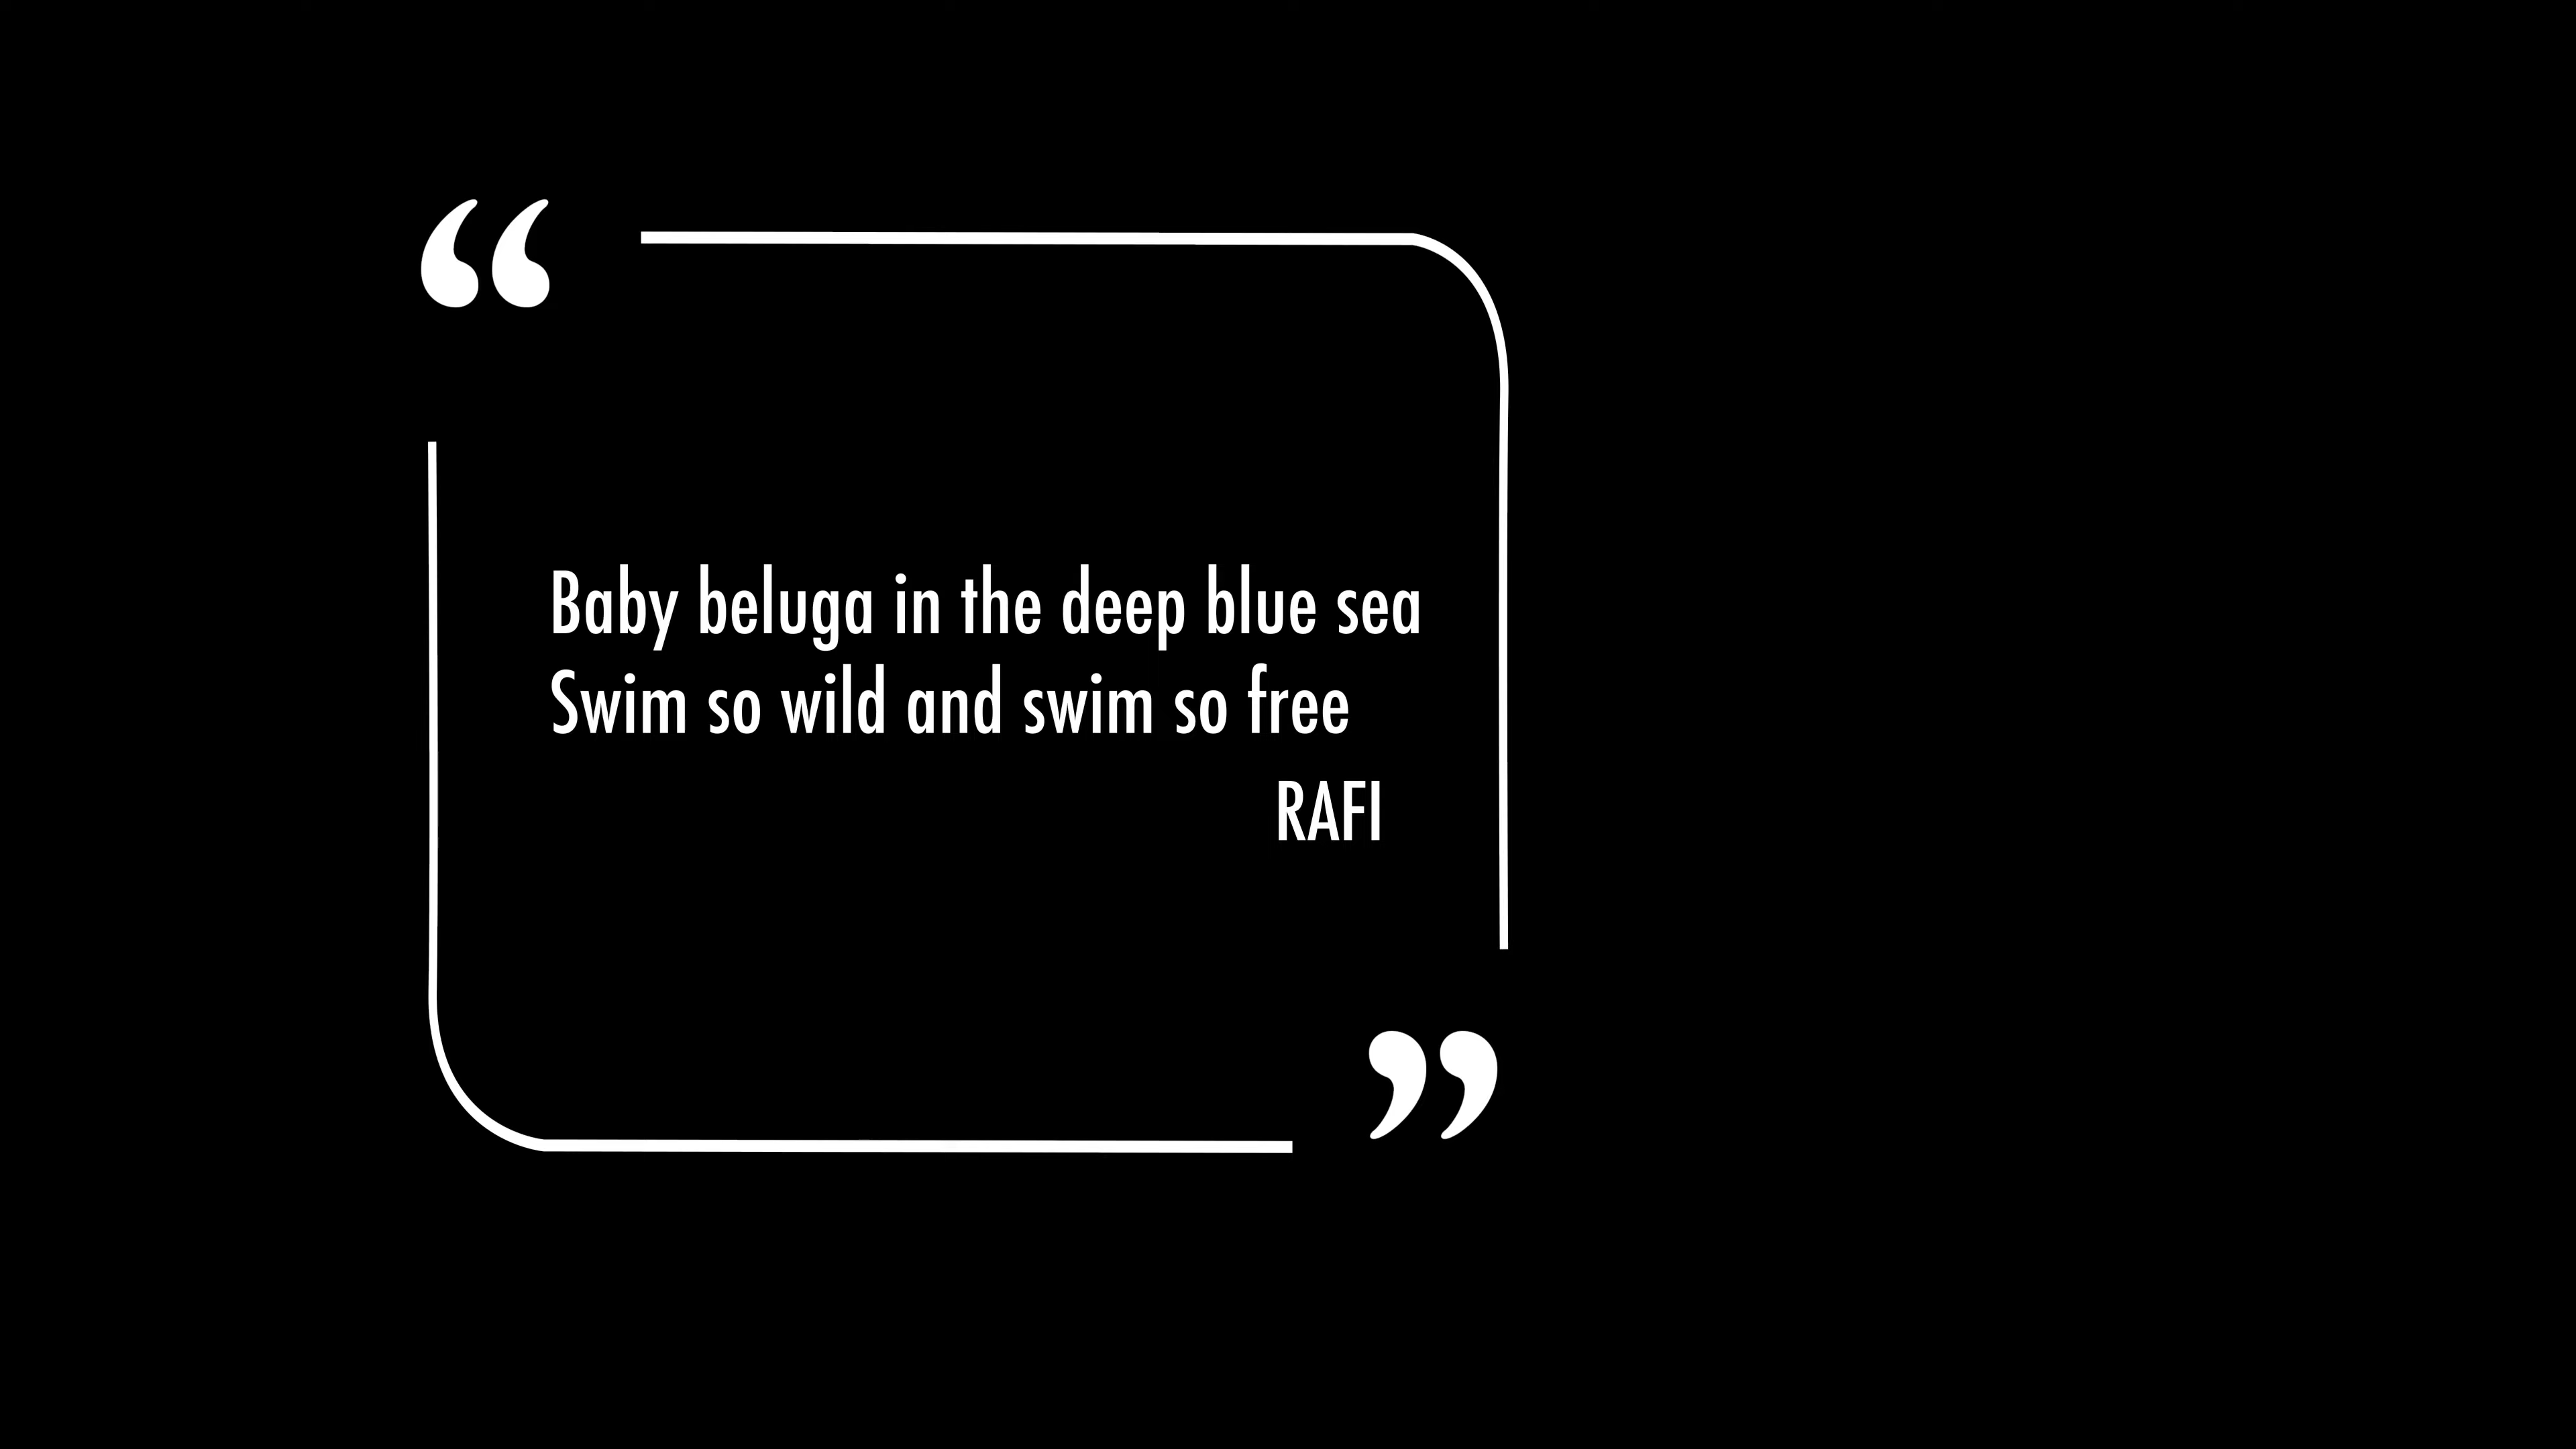 “
Baby beluga in the deep blue sea
Swim so wild and swim so free
RAFI
”